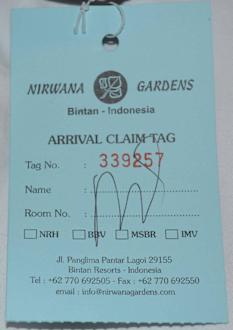 NIRWANA GARDENS
Bintan - Indonesia
ARRIVAL CLAIM TAG
Tag No. : 339257
Name :
Room No. :
NRH BBV MSBR IMV
Jl. Panglima Pantar Lagoi 29155
Bintan Resorts - Indonesia
Tel : +62 770 692505 - Fax : +62 770 692550
email : info@nirwanagardens.com